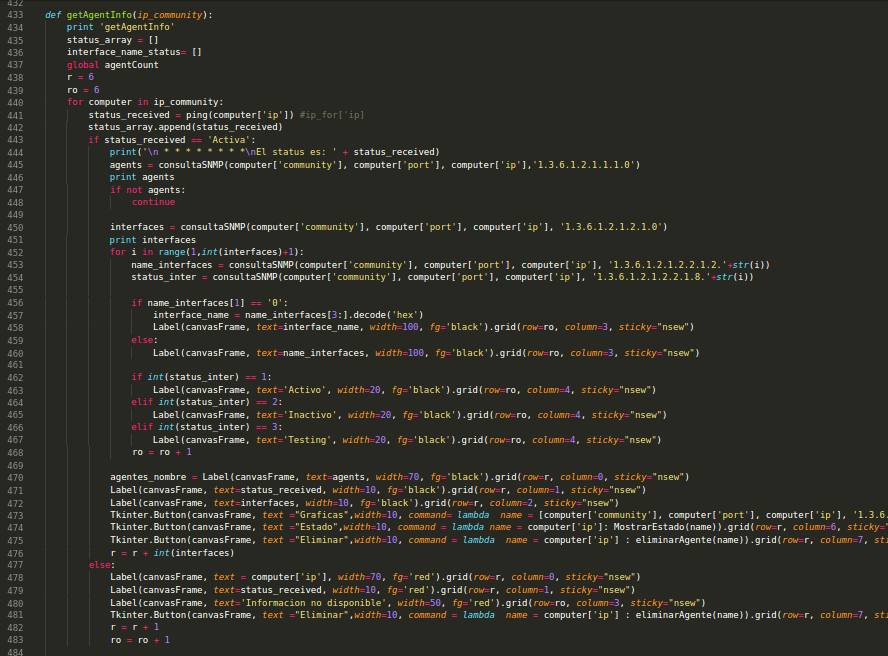 432
433 def getAgentInfo(ip_community):
434 print 'getAgentInfo'
435 status_array = []
436 interface_name_status= []
437 global agentCount
438 r = 6
439 ro = 6
440 for computer in ip_community:
441 status_received = ping(computer['ip']) #ip_for['ip]
442 status_array.append(status_received)
443 if status_received == 'Activa':
444 print('\n * * * * * * * *\nEl status es: ' + status_received)
445 agents = consultaSNMP(computer['community'], computer['port'], computer['ip'],'1.3.6.1.2.1.1.1.0')
446 print agents
447 if not agents:
448 continue
449
450 interfaces = consultaSNMP(computer['community'], computer['port'], computer['ip'], '1.3.6.1.2.1.2.1.0')
451 print interfaces
452 for i in range(1,int(interfaces)+1):
453 name_interfaces = consultaSNMP(computer['community'], computer['port'], computer['ip'], '1.3.6.1.2.1.2.2.1.2.'+str(i))
454 status_inter = consultaSNMP(computer['community'], computer['port'], computer['ip'], '1.3.6.1.2.1.2.2.1.8.'+str(i))
455
456 if name_interfaces[1] == '0':
457 interface_name = name_interfaces[3:].decode('hex')
458 Label(canvasFrame, text=interface_name, width=100, fg='black').grid(row=ro, column=3, sticky="nsew")
459 else:
460 Label(canvasFrame, text=name_interfaces, width=100, fg='black').grid(row=ro, column=3, sticky="nsew")
461
462 if int(status_inter) == 1:
463 Label(canvasFrame, text='Activo', width=20, fg='black').grid(row=ro, column=4, sticky="nsew")
464 elif int(status_inter) == 2:
465 Label(canvasFrame, text='Inactivo', width=20, fg='black').grid(row=ro, column=4, sticky="nsew")
466 elif int(status_inter) == 3:
467 Label(canvasFrame, text='Testing', width=20, fg='black').grid(row=ro, column=4, sticky="nsew")
468 ro = ro + 1
469
470 agentes_nombre = Label(canvasFrame, text=agents, width=70, fg='black').grid(row=r, column=0, sticky="nsew")
471 Label(canvasFrame, text=status_received, width=10, fg='black').grid(row=r, column=1, sticky="nsew")
472 Label(canvasFrame, text=interfaces, width=10, fg='black').grid(row=r, column=2, sticky="nsew")
473 Tkinter.Button(canvasFrame, text ="Graficas",width=10, command= lambda name = [computer['community'], computer['port'], computer['ip'], '1.3.6.
474 Tkinter.Button(canvasFrame, text ="Estado",width=10, command = lambda name = computer['ip']: MostrarEstado(name)).grid(row=r, column=6, sticky="
475 Tkinter.Button(canvasFrame, text ="Eliminar",width=10, command = lambda name = computer['ip'] : eliminarAgente(name)).grid(row=r, column=7, sti
476 r = r + int(interfaces)
477 else:
478 Label(canvasFrame, text = computer['ip'], width=70, fg='red').grid(row=r, column=0, sticky="nsew")
479 Label(canvasFrame, text=status_received, width=10, fg='red').grid(row=r, column=1, sticky="nsew")
480 Label(canvasFrame, text='Informacion no disponible', width=50, fg='red').grid(row=ro, column=3, sticky="nsew")
481 Tkinter.Button(canvasFrame, text ="Eliminar",width=10, command = lambda name = computer['ip'] : eliminarAgente(name)).grid(row=r, column=7, sti
482 r = r + 1
483 ro = ro + 1
484